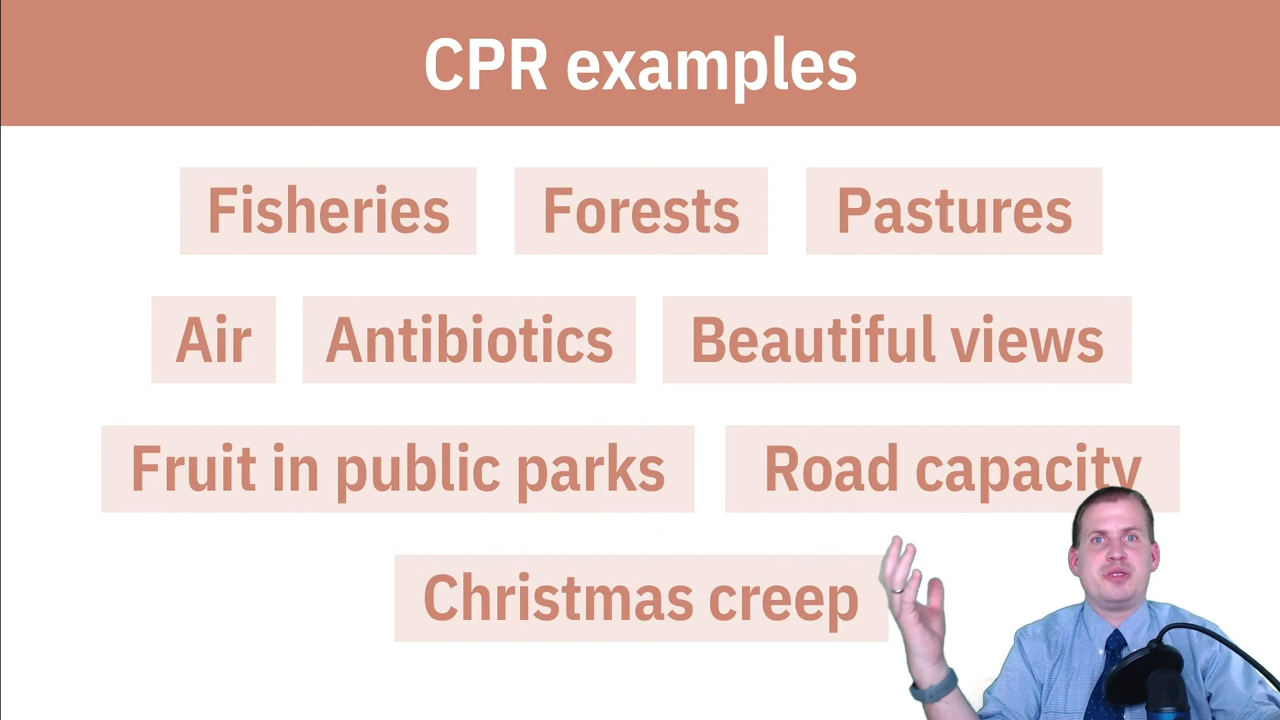 CPR examples
Fisheries Forests Pastures
Air Antibiotics Beautiful views
Fruit in public parks Road capacity
Christmas creep